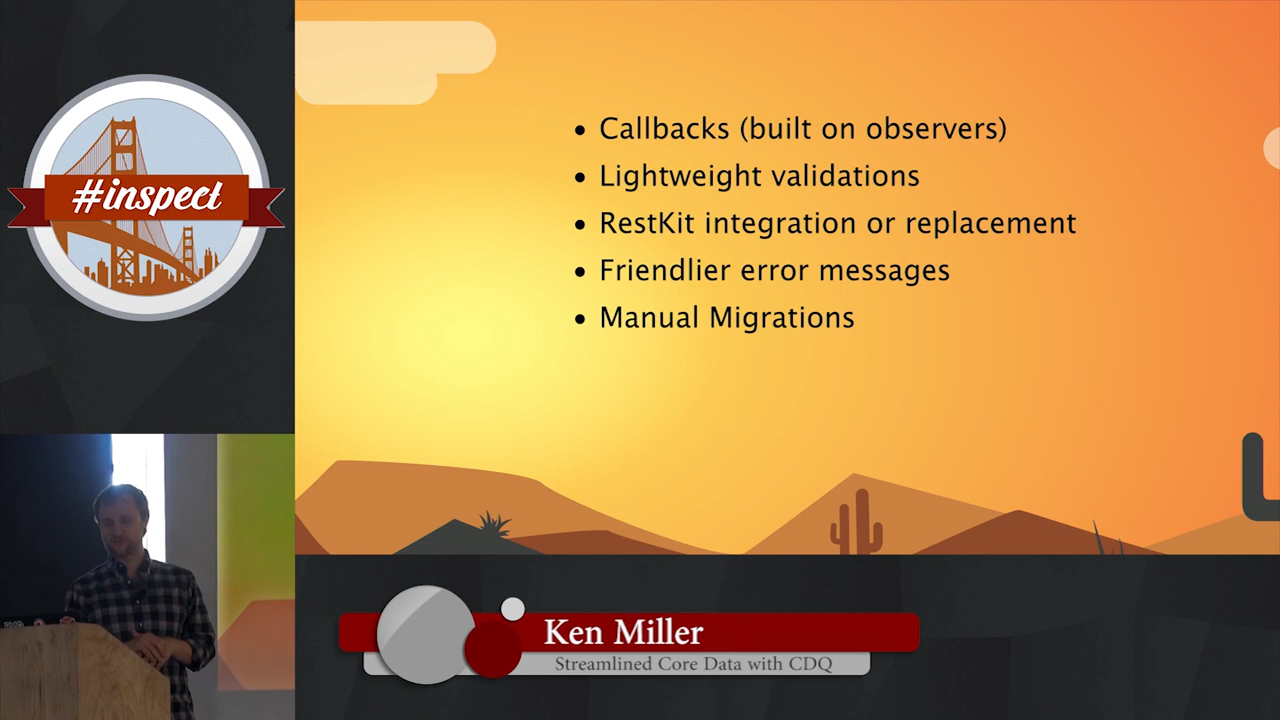 #inspect
• Callbacks (built on observers)
• Lightweight validations
• RestKit integration or replacement
• Friendlier error messages
• Manual Migrations
Ken Miller
Streamlined Core Data with CDQ